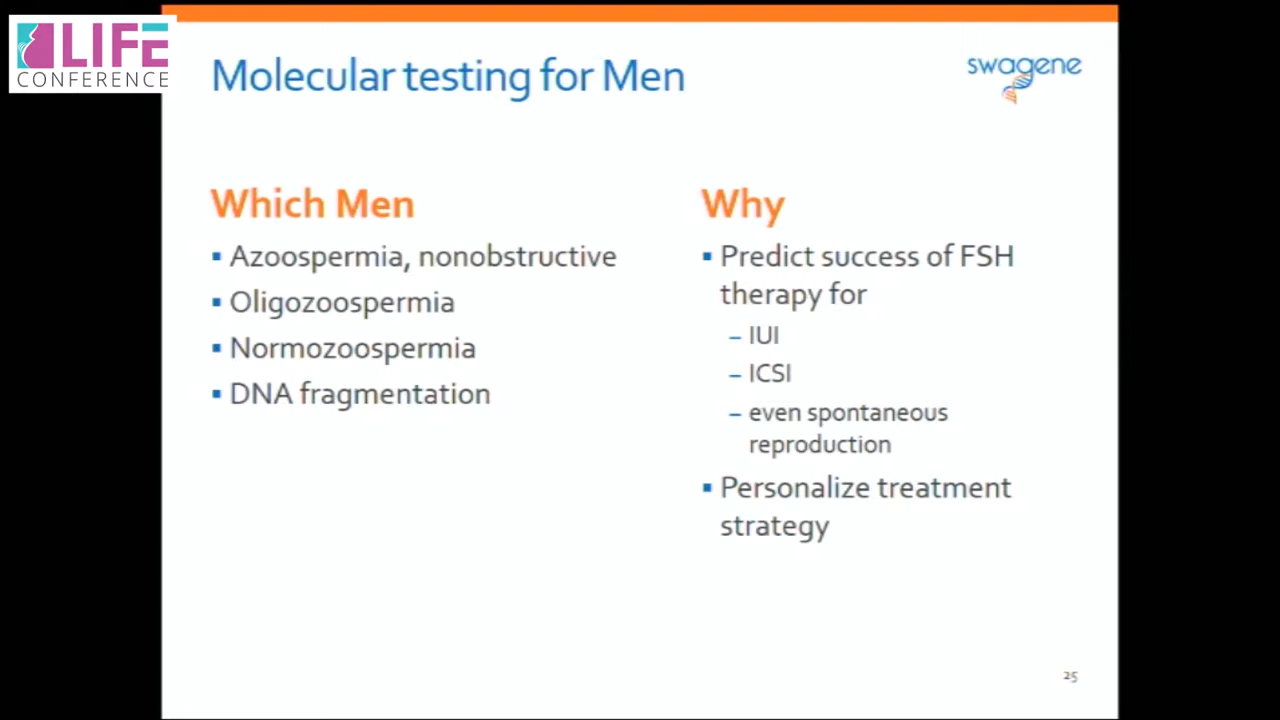 LIFE
CONFERENCE
Molecular testing for Men
swagene
Which Men
▪ Azoospermia, nonobstructive
▪ Oligozoospermia
▪ Normozoospermia
▪ DNA fragmentation
Why
▪ Predict success of FSH
therapy for
– IUI
– ICSI
– even spontaneous
reproduction
▪ Personalize treatment
strategy
25